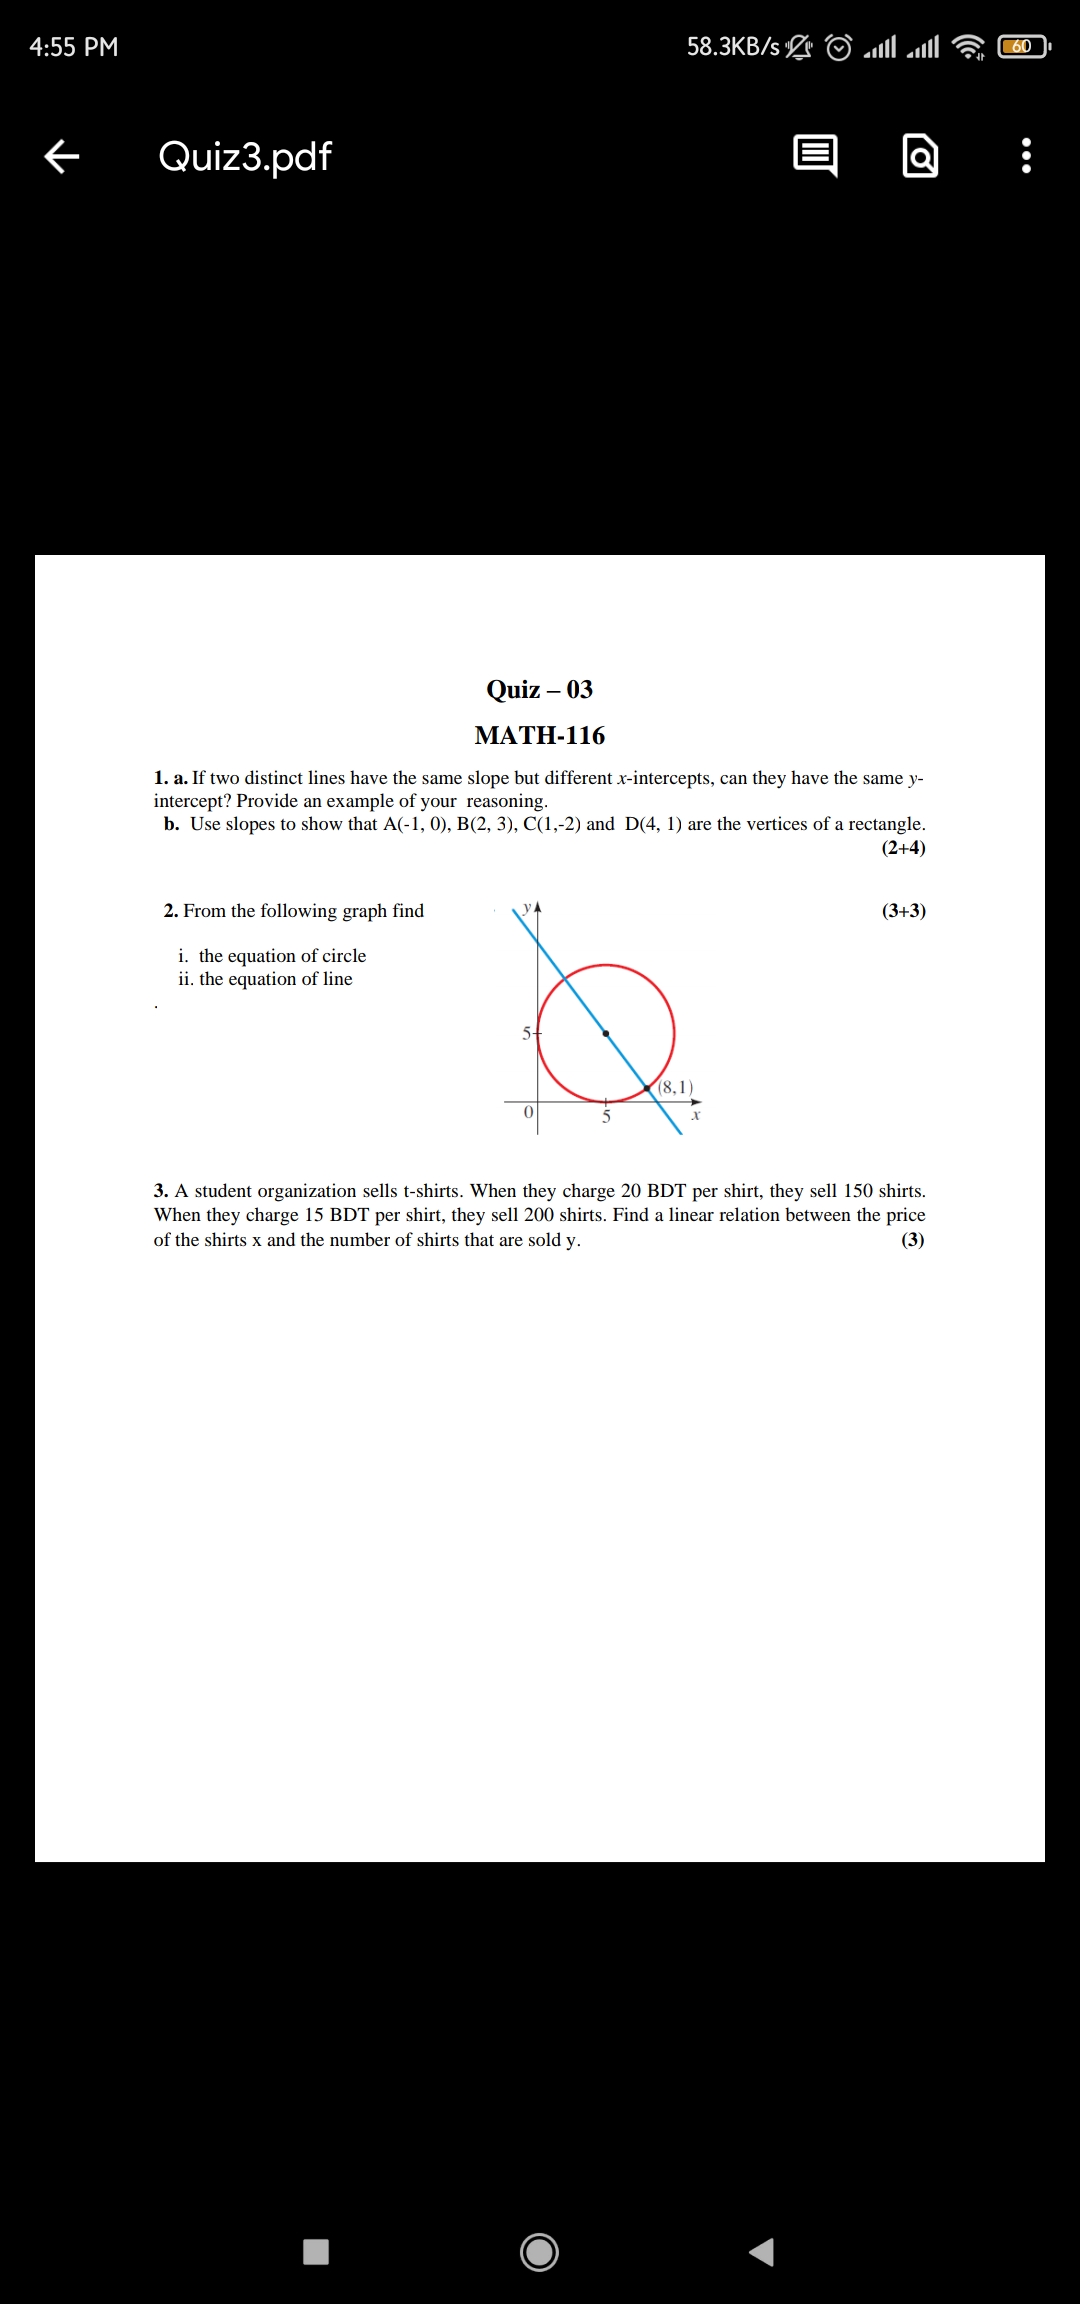 4:55 PM
58.3KB/s
60
Quiz3.pdf
Quiz – 03
MATH-116
1. a. If two distinct lines have the same slope but different x-intercepts, can they have the same y-
intercept? Provide an example of your reasoning.
b. Use slopes to show that A(-1, 0), B(2, 3), C(1,-2) and D(4, 1) are the vertices of a rectangle.
(2+4)
2. From the following graph find
(3+3)
i. the equation of circle
ii. the equation of line
.
y
5
(8,1)
0
5
x
3. A student organization sells t-shirts. When they charge 20 BDT per shirt, they sell 150 shirts.
When they charge 15 BDT per shirt, they sell 200 shirts. Find a linear relation between the price
of the shirts x and the number of shirts that are sold y.
(3)